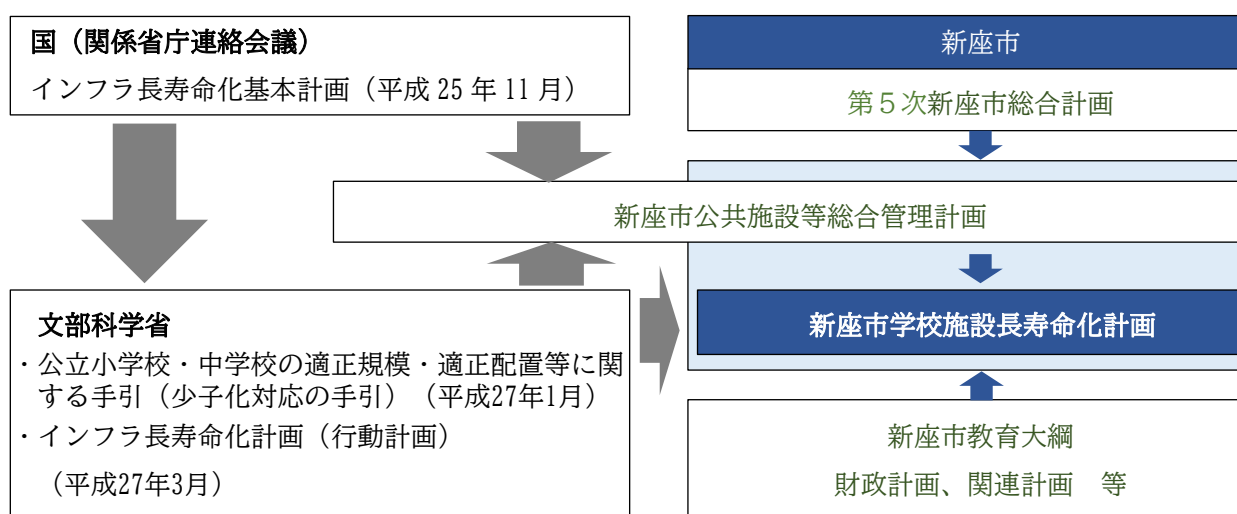 国（関係省庁連絡会議）
インフラ長寿命化基本計画（平成 25 年 11 月）
新座市
第５次新座市総合計画
新座市公共施設等総合管理計画
文部科学省
・公立小学校・中学校の適正規模・適正配置等に関
する手引（少子化対応の手引）（平成27年1月）
・インフラ長寿命化計画（行動計画）
（平成27年3月）
新座市学校施設長寿命化計画
新座市教育大綱
財政計画、関連計画　等